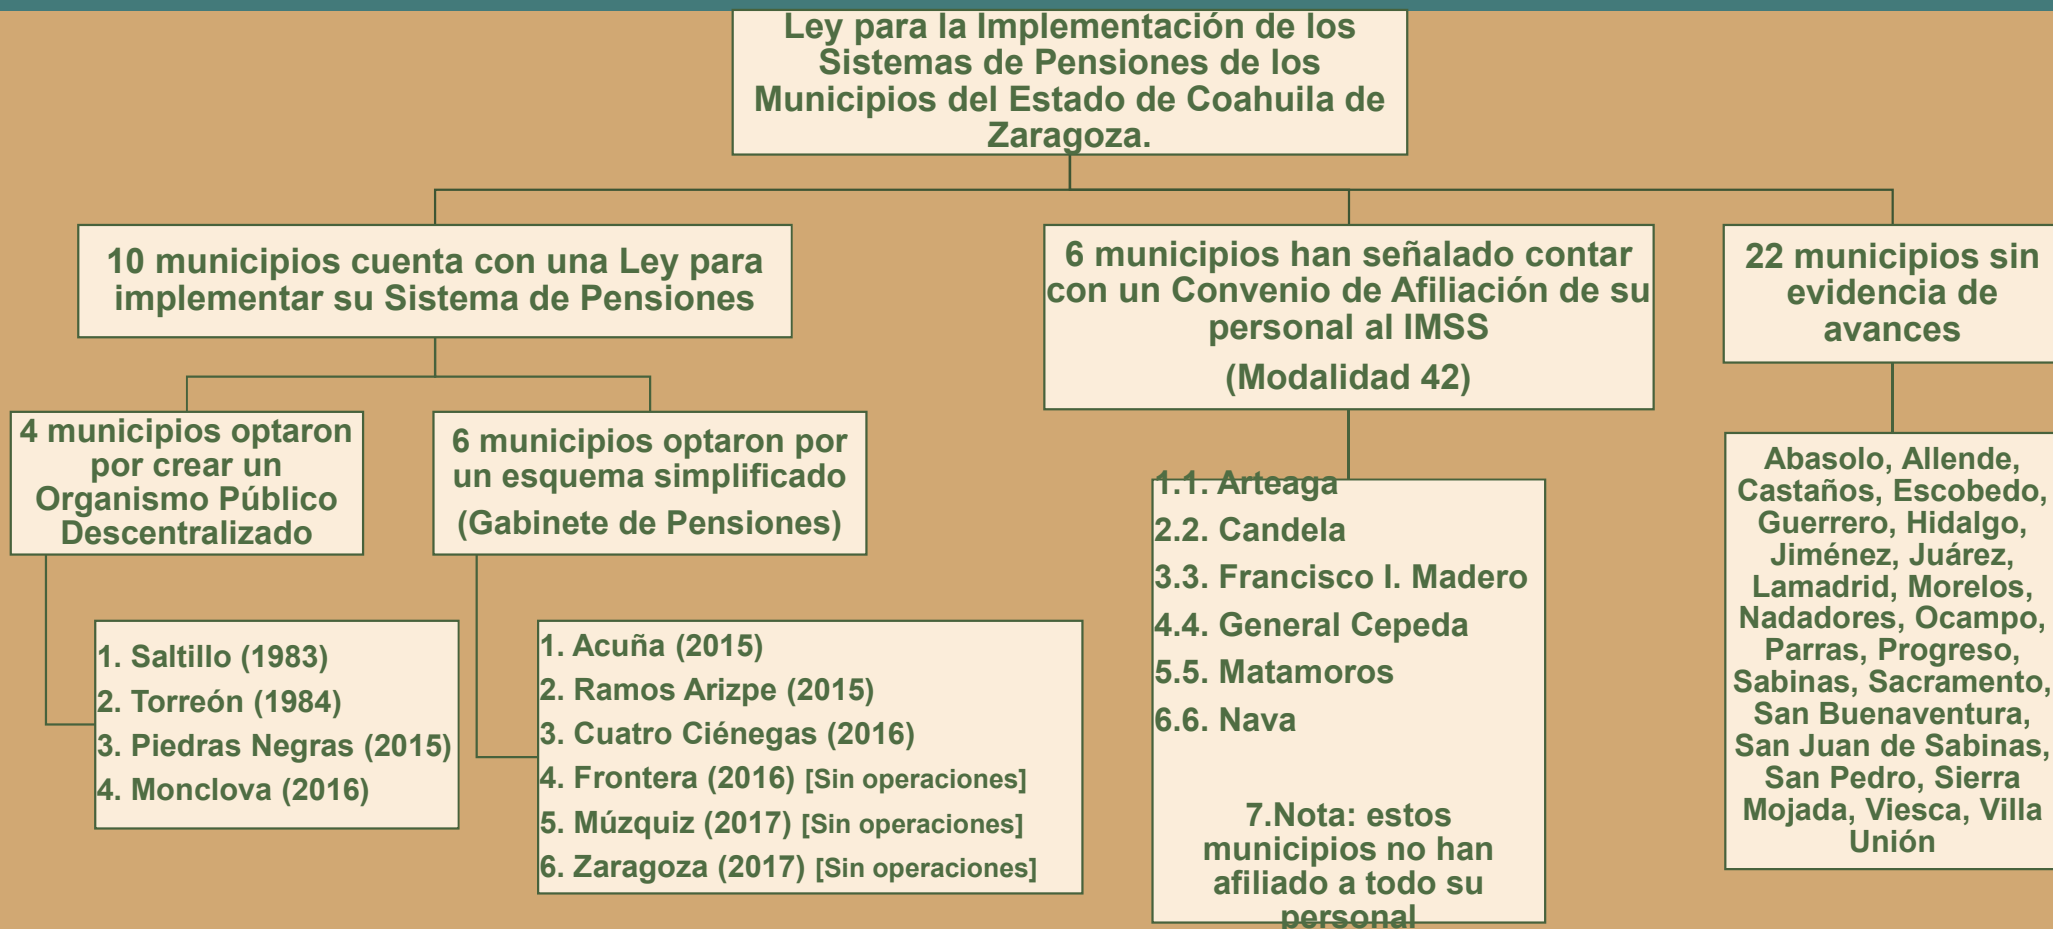 Ley para la Implementación de los
Sistemas de Pensiones de los
Municipios del Estado de Coahuila de
Zaragoza.
10 municipios cuenta con una Ley para
implementar su Sistema de Pensiones
4 municipios optaron
por crear un
Organismo Público
Descentralizado
1. Saltillo (1983)
2. Torreón (1984)
3. Piedras Negras (2015)
4. Monclova (2016)
6 municipios optaron por
un esquema simplificado
(Gabinete de Pensiones)
1. Acuña (2015)
2. Ramos Arizpe (2015)
3. Cuatro Ciénegas (2016)
4. Frontera (2016) [Sin operaciones]
5. Múzquiz (2017) [Sin operaciones]
6. Zaragoza (2017) [Sin operaciones]
6 municipios han señalado contar
con un Convenio de Afiliación de su
personal al IMSS
(Modalidad 42)
1.1. Arteaga
2.2. Candela
3.3. Francisco I. Madero
4.4. General Cepeda
5.5. Matamoros
6.6. Nava
7.Nota: estos
municipios no han
afiliado a todo su
personal
22 municipios sin
evidencia de
avances
Abasolo, Allende,
Castaños, Escobedo,
Guerrero, Hidalgo,
Jiménez, Juárez,
Lamadrid, Morelos,
Nadadores, Ocampo,
Parras, Progreso,
Sabinas, Sacramento,
San Buenaventura,
San Juan de Sabinas,
San Pedro, Sierra
Mojada, Viesca, Villa
Unión